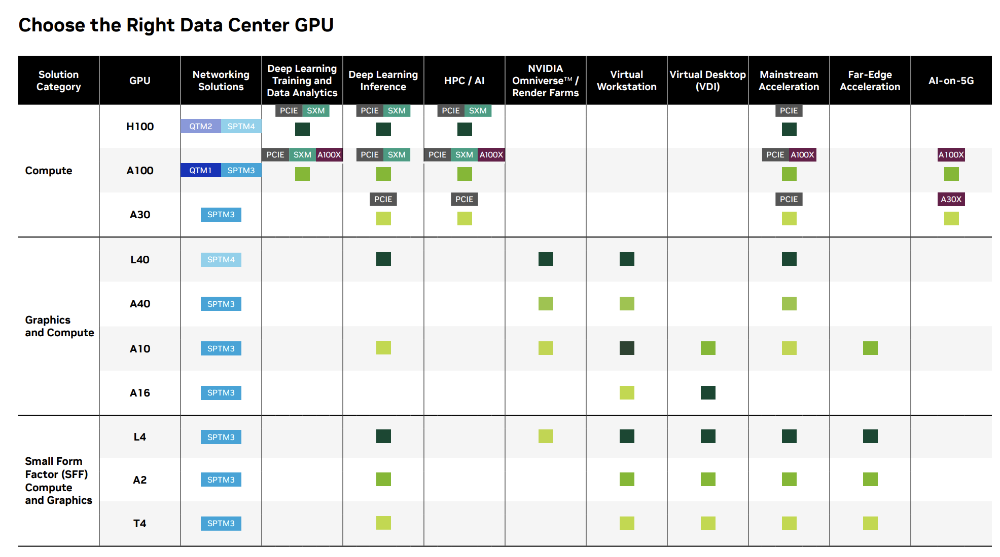 Choose the Right Data Center GPU
Solution
Category
GPU
Networking
Solutions
Deep Learning
Training and
Data Analytics
Deep Learning
Inference
HPC / AI
NVIDIA
Omniverse™ /
Render Farms
Virtual
Workstation
Virtual Desktop
(VDI)
Mainstream
Acceleration
Far-Edge
Acceleration
AI-on-5G
Compute
H100
QTM2 SPTM4
PCIE SXM
PCIE SXM
PCIE SXM
PCIE
A100
QTM1 SPTM3
PCIE SXM A100X
PCIE SXM
PCIE SXM A100X
PCIE A100X
A100X
A30
SPTM3
PCIE
PCIE
PCIE
A30X
Graphics
and Compute
L40
SPTM4
A40
SPTM3
A10
SPTM3
A16
SPTM3
Small Form
Factor (SFF)
Compute
and Graphics
L4
SPTM3
A2
SPTM3
T4
SPTM3